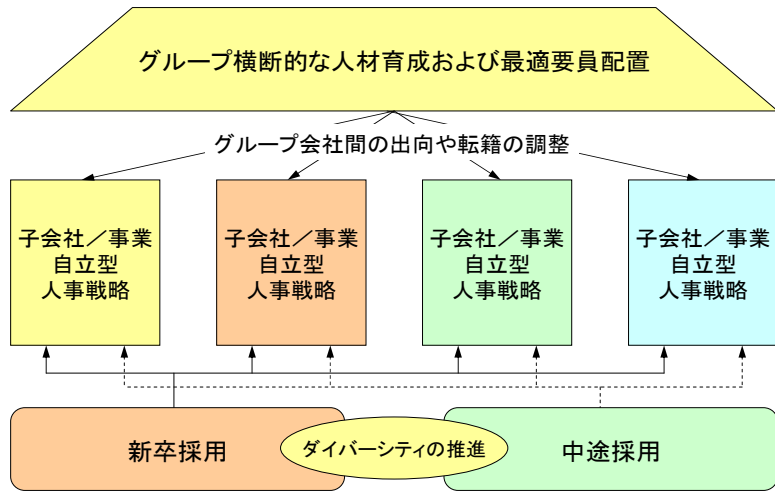 グループ横断的な人材育成および最適要員配置
グループ会社間の出向や転籍の調整
子会社／事業
自立型
人事戦略
子会社／事業
自立型
人事戦略
子会社／事業
自立型
人事戦略
子会社／事業
自立型
人事戦略
新卒採用
ダイバーシティの推進
中途採用